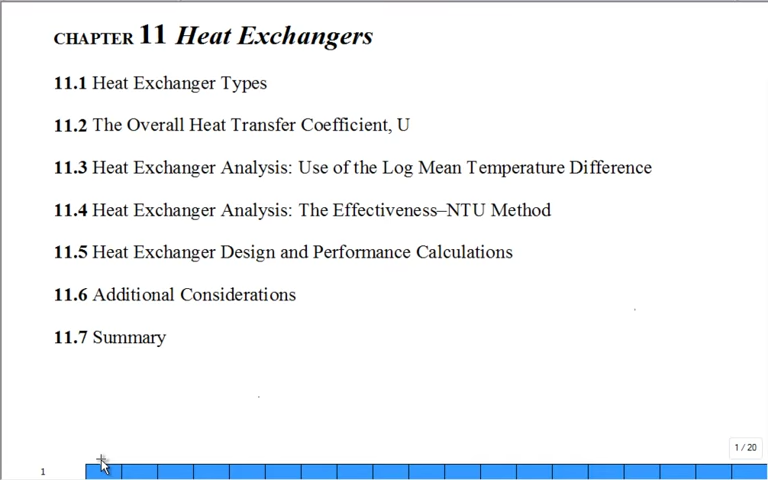 CHAPTER 11 Heat Exchangers
11.1 Heat Exchanger Types
11.2 The Overall Heat Transfer Coefficient, U
11.3 Heat Exchanger Analysis: Use of the Log Mean Temperature Difference
11.4 Heat Exchanger Analysis: The Effectiveness–NTU Method
11.5 Heat Exchanger Design and Performance Calculations
11.6 Additional Considerations
11.7 Summary
1 / 20
1